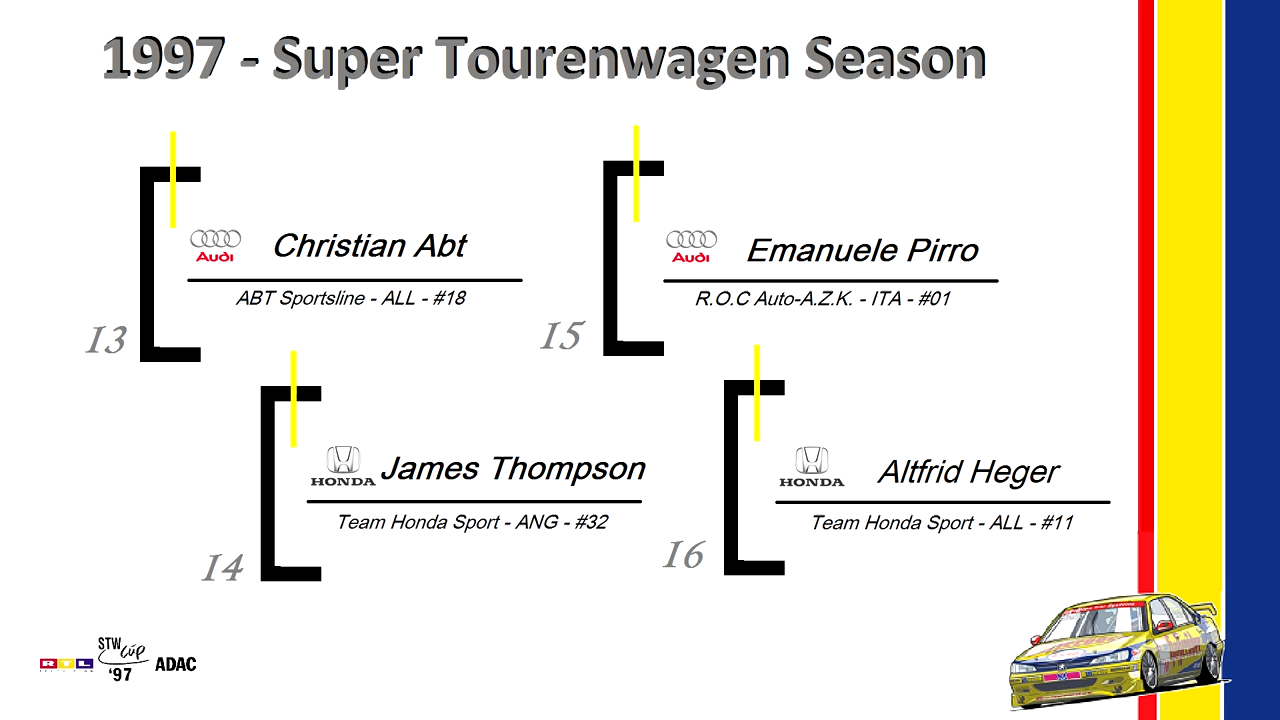 1997 - Super Tourenwagen Season
13
Audi
Christian Abt
ABT Sportsline - ALL - #18
15
Audi
Emanuele Pirro
R.O.C Auto-A.Z.K. - ITA - #01
14
HONDA
James Thompson
Team Honda Sport - ANG - #32
16
HONDA
Altfrid Heger
Team Honda Sport - ALL - #11
RTL
STW
Cup
'97
ADAC